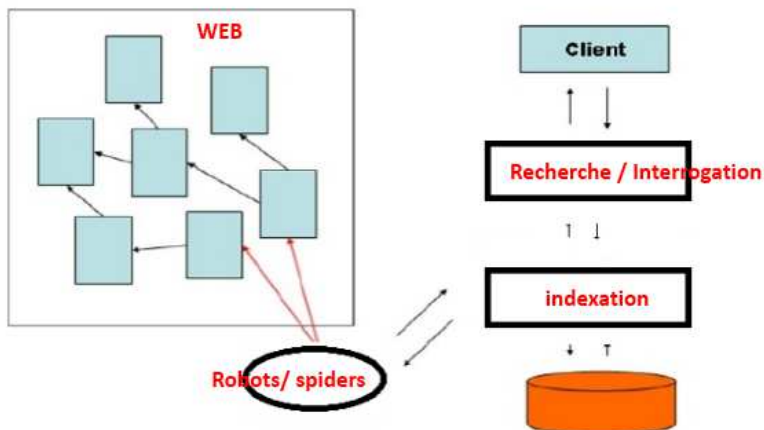 WEB
Client
Recherche / Interrogation
indexation
Robots/ spiders